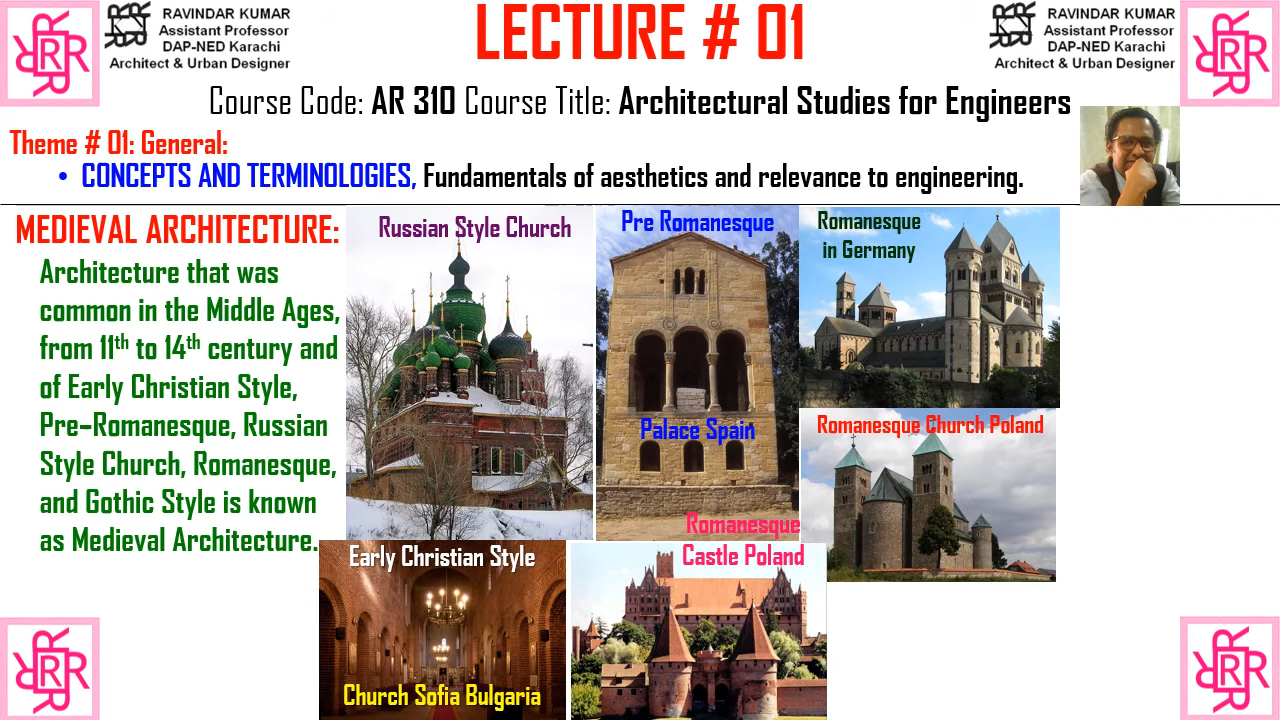 LECTURE # 01
RAVINDAR KUMAR
Assistant Professor
DAP-NED Karachi
Architect & Urban Designer
RAVINDAR KUMAR
Assistant Professor
DAP-NED Karachi
Architect & Urban Designer
Course Code: AR 310 Course Title: Architectural Studies for Engineers
Theme # 01: General:
• CONCEPTS AND TERMINOLOGIES, Fundamentals of aesthetics and relevance to engineering.
MEDIEVAL ARCHITECTURE:
Architecture that was
common in the Middle Ages,
from 11th to 14th century and
of Early Christian Style,
Pre-Romanesque, Russian
Style Church, Romanesque,
and Gothic Style is known
as Medieval Architecture.
Russian Style Church
Pre Romanesque
Palace Spain
Romanesque
in Germany
Romanesque Church Poland
Early Christian Style
Church Sofia Bulgaria
Romanesque
Castle Poland